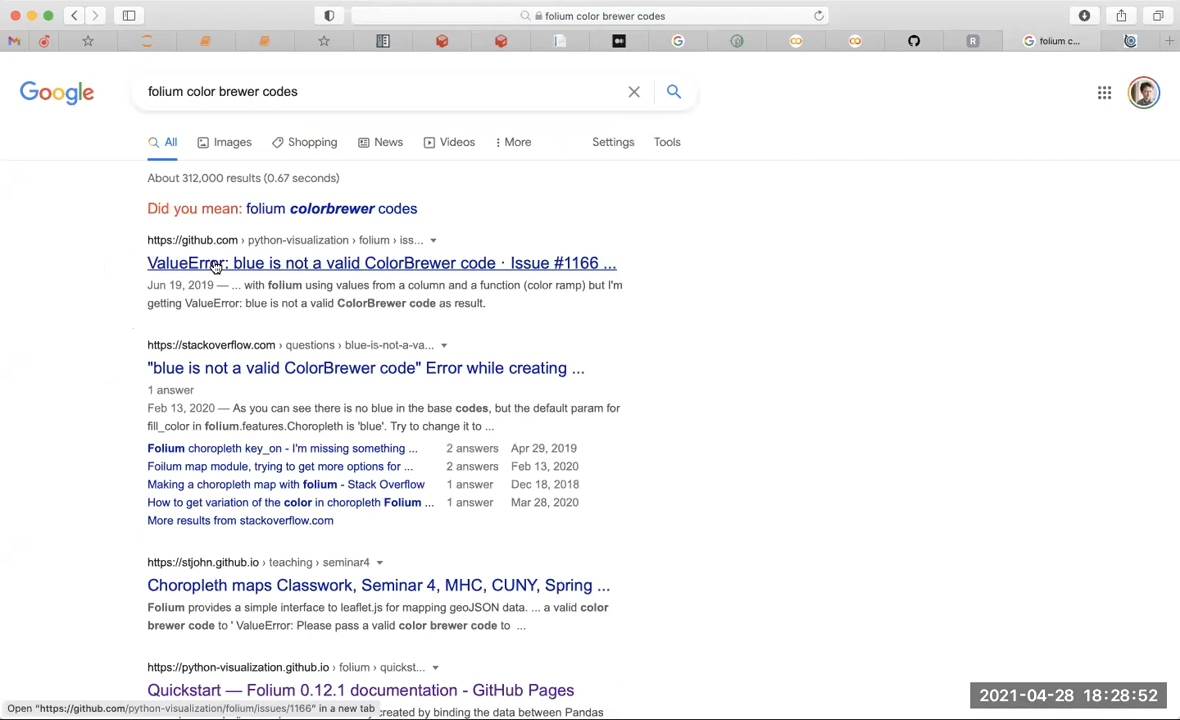 folium color brewer codes
folium c...
Google
folium color brewer codes
All
Images
Shopping
News
Videos
More
Settings
Tools
About 312,000 results (0.67 seconds)
Did you mean: folium colorbrewer codes
https://github.com › python-visualization › folium › iss...
ValueError: blue is not a valid ColorBrewer code · Issue #1166 ...
Jun 19, 2019 — ... with folium using values from a column and a function (color ramp) but I'm
getting ValueError: blue is not a valid ColorBrewer code as result.
https://stackoverflow.com › questions › blue-is-not-a-va...
"blue is not a valid ColorBrewer code" Error while creating ...
1 answer
Feb 13, 2020 — As you can see there is no blue in the base codes, but the default param for
fill_color in folium.features.Choropleth is 'blue'. Try to change it to ...
Folium choropleth key_on - I'm missing something ... 2 answers Apr 29, 2019
Foilum map module, trying to get more options for ... 2 answers Feb 13, 2020
Making a choropleth map with folium - Stack Overflow 1 answer Dec 18, 2018
How to get variation of the color in choropleth Folium ... 1 answer Mar 28, 2020
More results from stackoverflow.com
https://stjohn.github.io › teaching › seminar4
Choropleth maps Classwork, Seminar 4, MHC, CUNY, Spring ...
Folium provides a simple interface to leaflet.js for mapping geoJSON data. ... a valid color
brewer code to ' ValueError: Please pass a valid color brewer code to ...
https://python-visualization.github.io › folium › quickst...
Quickstart — Folium 0.12.1 documentation - GitHub Pages
created by binding the data between Pandas
Open "https://github.com/python-visualization/folium/issues/1166" in a new tab
2021-04-28 18:28:52